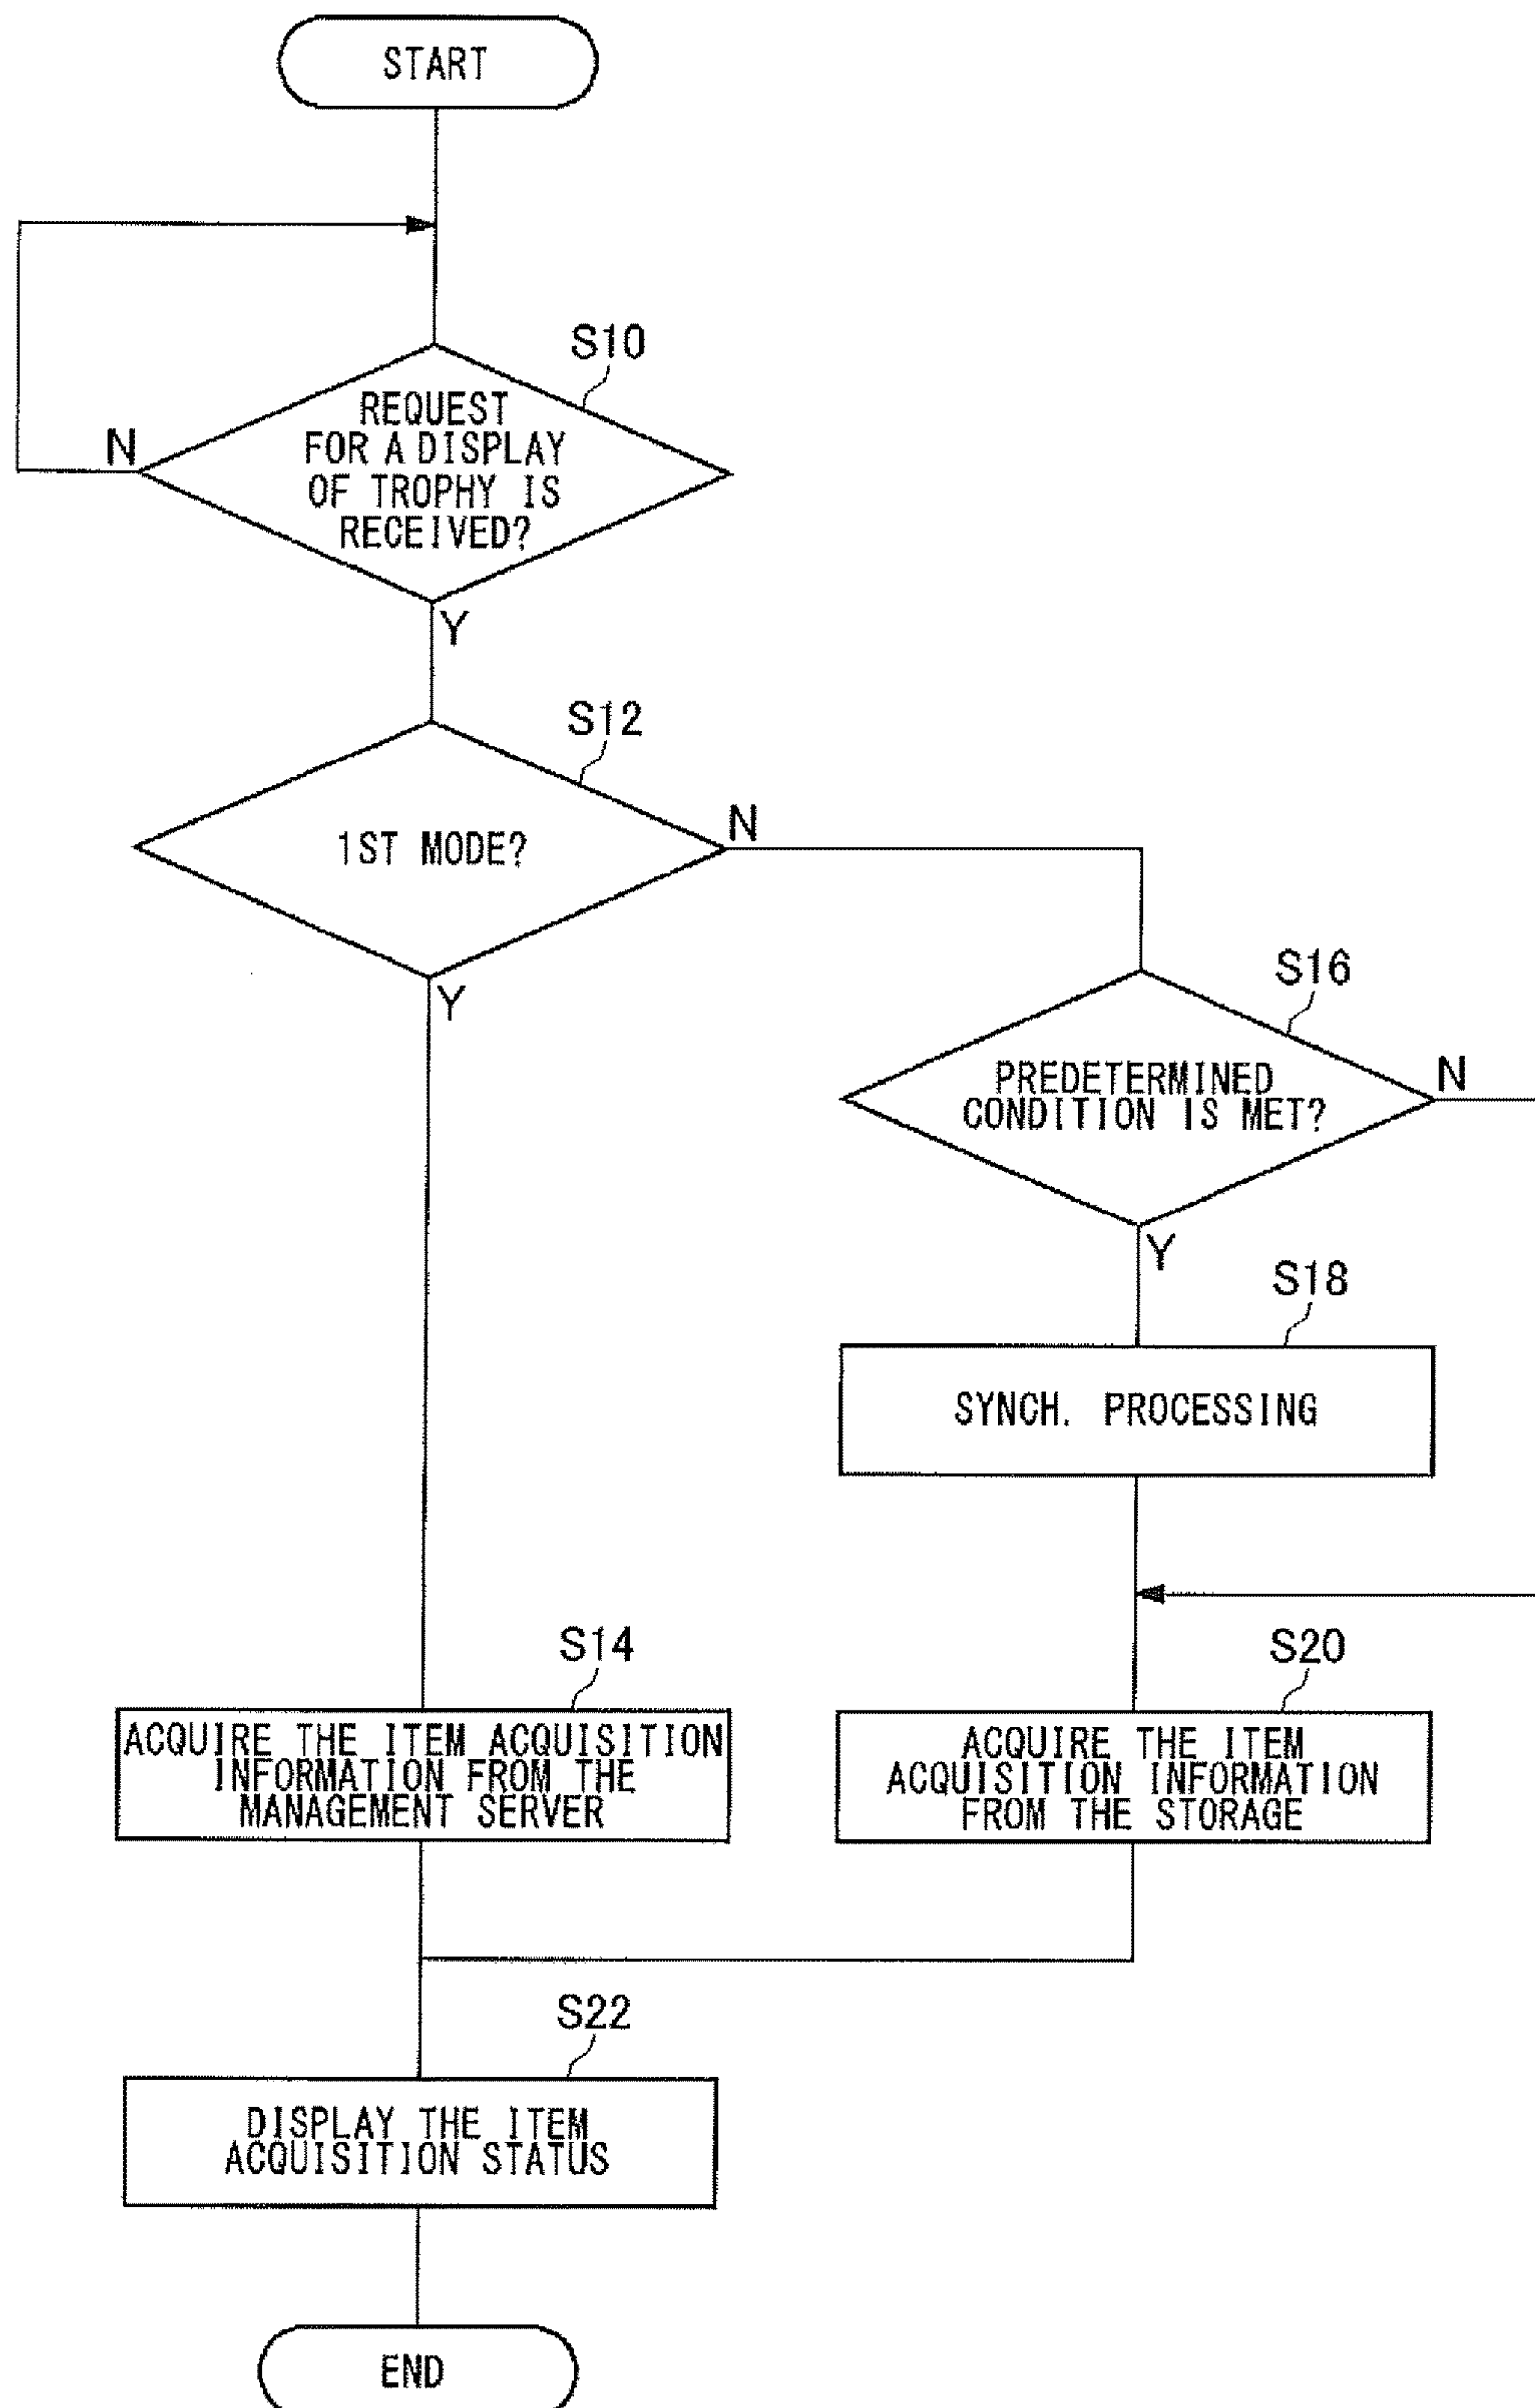 START
S10
REQUEST
FOR A DISPLAY
OF TROPHY IS
RECEIVED?
N
Y
S12
1ST MODE?
N
Y
S16
PREDETERMINED
CONDITION IS MET?
N
Y
S18
SYNCH. PROCESSING
S14
ACQUIRE THE ITEM ACQUISITION
INFORMATION FROM THE
MANAGEMENT SERVER
S20
ACQUIRE THE ITEM
ACQUISITION INFORMATION
FROM THE STORAGE
S22
DISPLAY THE ITEM
ACQUISITION STATUS
END